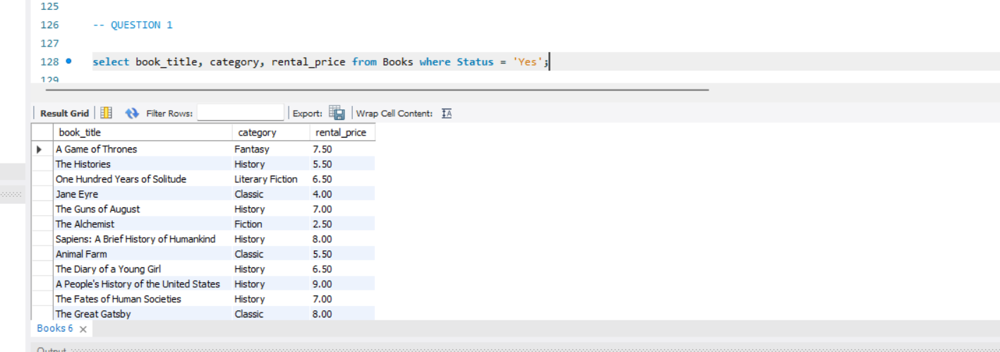 125
126 -- QUESTION 1
127
128 select book_title, category, rental_price from Books where Status = 'Yes';
129
Result Grid Filter Rows: Export: Wrap Cell Content: IA
book_title category rental_price
A Game of Thrones Fantasy 7.50
The Histories History 5.50
One Hundred Years of Solitude Literary Fiction 6.50
Jane Eyre Classic 4.00
The Guns of August History 7.00
The Alchemist Fiction 2.50
Sapiens: A Brief History of Humankind History 8.00
Animal Farm Classic 5.50
The Diary of a Young Girl History 6.50
A People's History of the United States History 9.00
The Fates of Human Societies History 7.00
The Great Gatsby Classic 8.00
Books 6 ×
Output